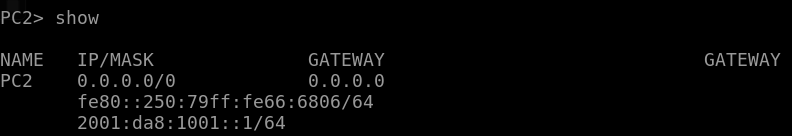 PC2> show
NAME   IP/MASK              GATEWAY                             GATEWAY
PC2    0.0.0.0/0            0.0.0.0
       fe80::250:79ff:fe66:6806/64
       2001:da8:1001::1/64